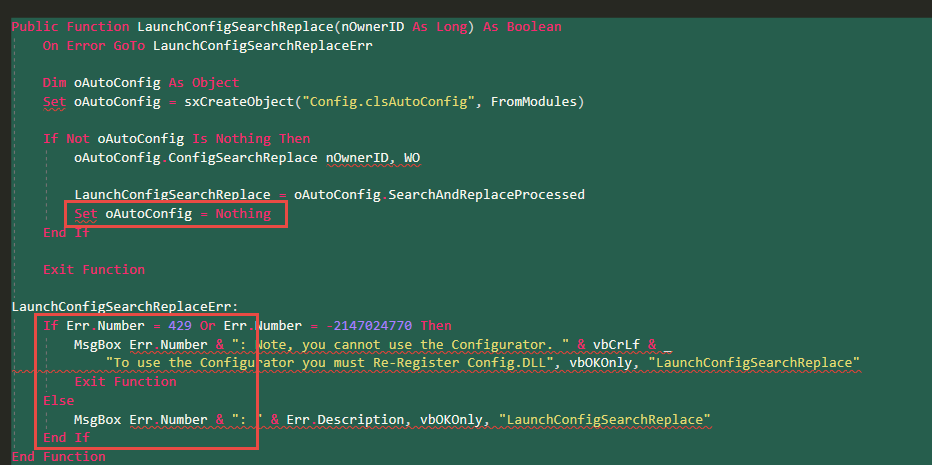 Public Function LaunchConfigSearchReplace(nOwnerID As Long) As Boolean
On Error GoTo LaunchConfigSearchReplaceErr
Dim oAutoConfig As Object
Set oAutoConfig = sxCreateObject("Config.clsAutoConfig", FromModules)
If Not oAutoConfig Is Nothing Then
oAutoConfig.ConfigSearchReplace nOwnerID, WO
LaunchConfigSearchReplace = oAutoConfig.SearchAndReplaceProcessed
Set oAutoConfig = Nothing
End If
Exit Function
LaunchConfigSearchReplaceErr:
If Err.Number = 429 Or Err.Number = -2147024770 Then
MsgBox Err.Number & ": Note, you cannot use the Configurator. " & vbCrLf & _
"To use the Configurator you must Re-Register Config.DLL", vbOKOnly, "LaunchConfigSearchReplace"
Exit Function
Else
MsgBox Err.Number & ": " & Err.Description, vbOKOnly, "LaunchConfigSearchReplace"
End If
End Function